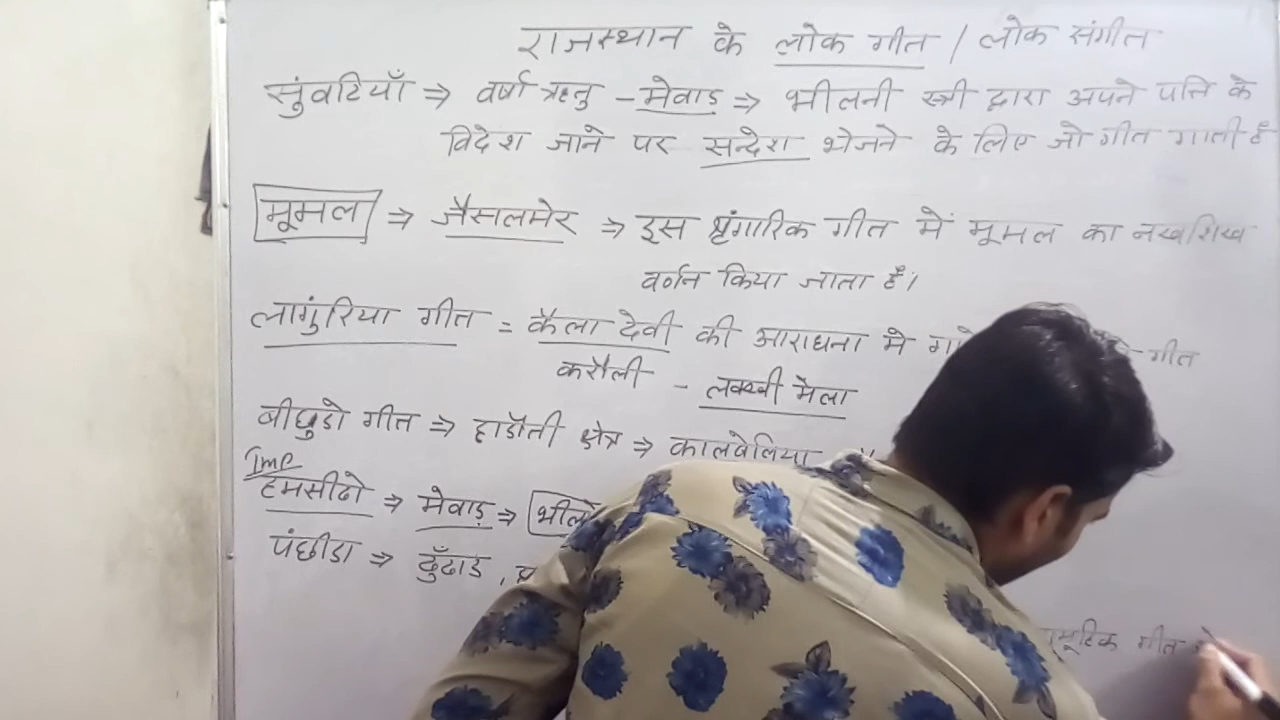 राजस्थान के लोक गीत / लोक संगीत
सुंवटियाँ ⇒ वर्षा ऋतु - मेवाड ⇒ भीलनी स्त्री द्वारा अपने पति के
विदेश जाने पर सन्देश भेजने के लिए जो गीत गाती है
मूमल ⇒ जैसलमेर ⇒ इस श्रृंगारिक गीत में मूमल का नखशिख
वर्णन किया जाता है।
लागुंरिया गीत = कैला देवी की आराधना मे गीत
करौली - लक्खी मेला
बीछुडो गीत ⇒ हाडौती क्षेत्र ⇒ कालबेलिया
Imp
हमसीढो ⇒ मेवाड़ ⇒ भीलो
पंछीडा ⇒ ढुँढाड ,
गीत